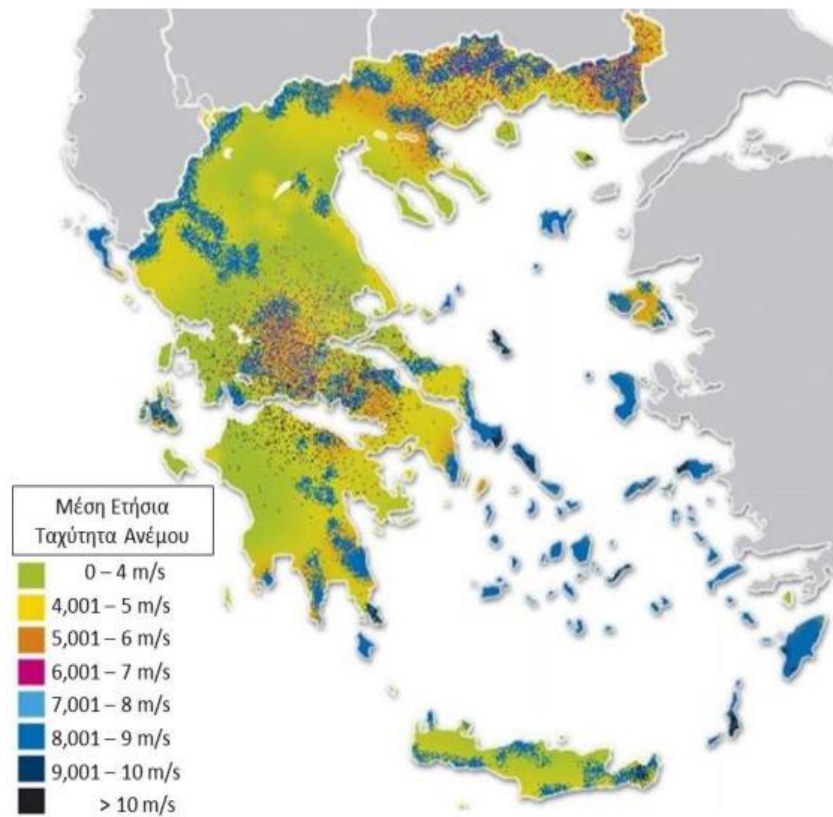 Μέση Ετήσια
Ταχύτητα Ανέμου
0 – 4 m/s
4,001 – 5 m/s
5,001 – 6 m/s
6,001 – 7 m/s
7,001 – 8 m/s
8,001 – 9 m/s
9,001 – 10 m/s
> 10 m/s